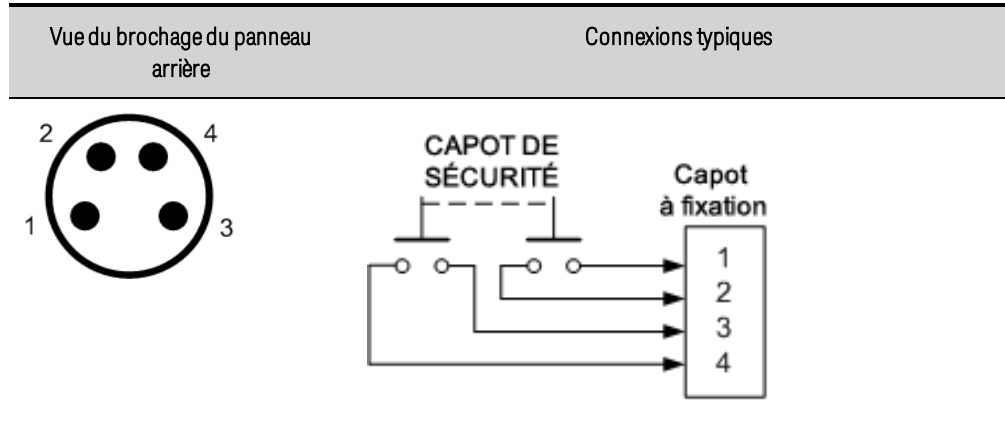 Vue du brochage du panneau
arrière
Connexions typiques
2
4
1
3
CAPOT DE
SÉCURITÉ
Capot
à fixation
1
2
3
4